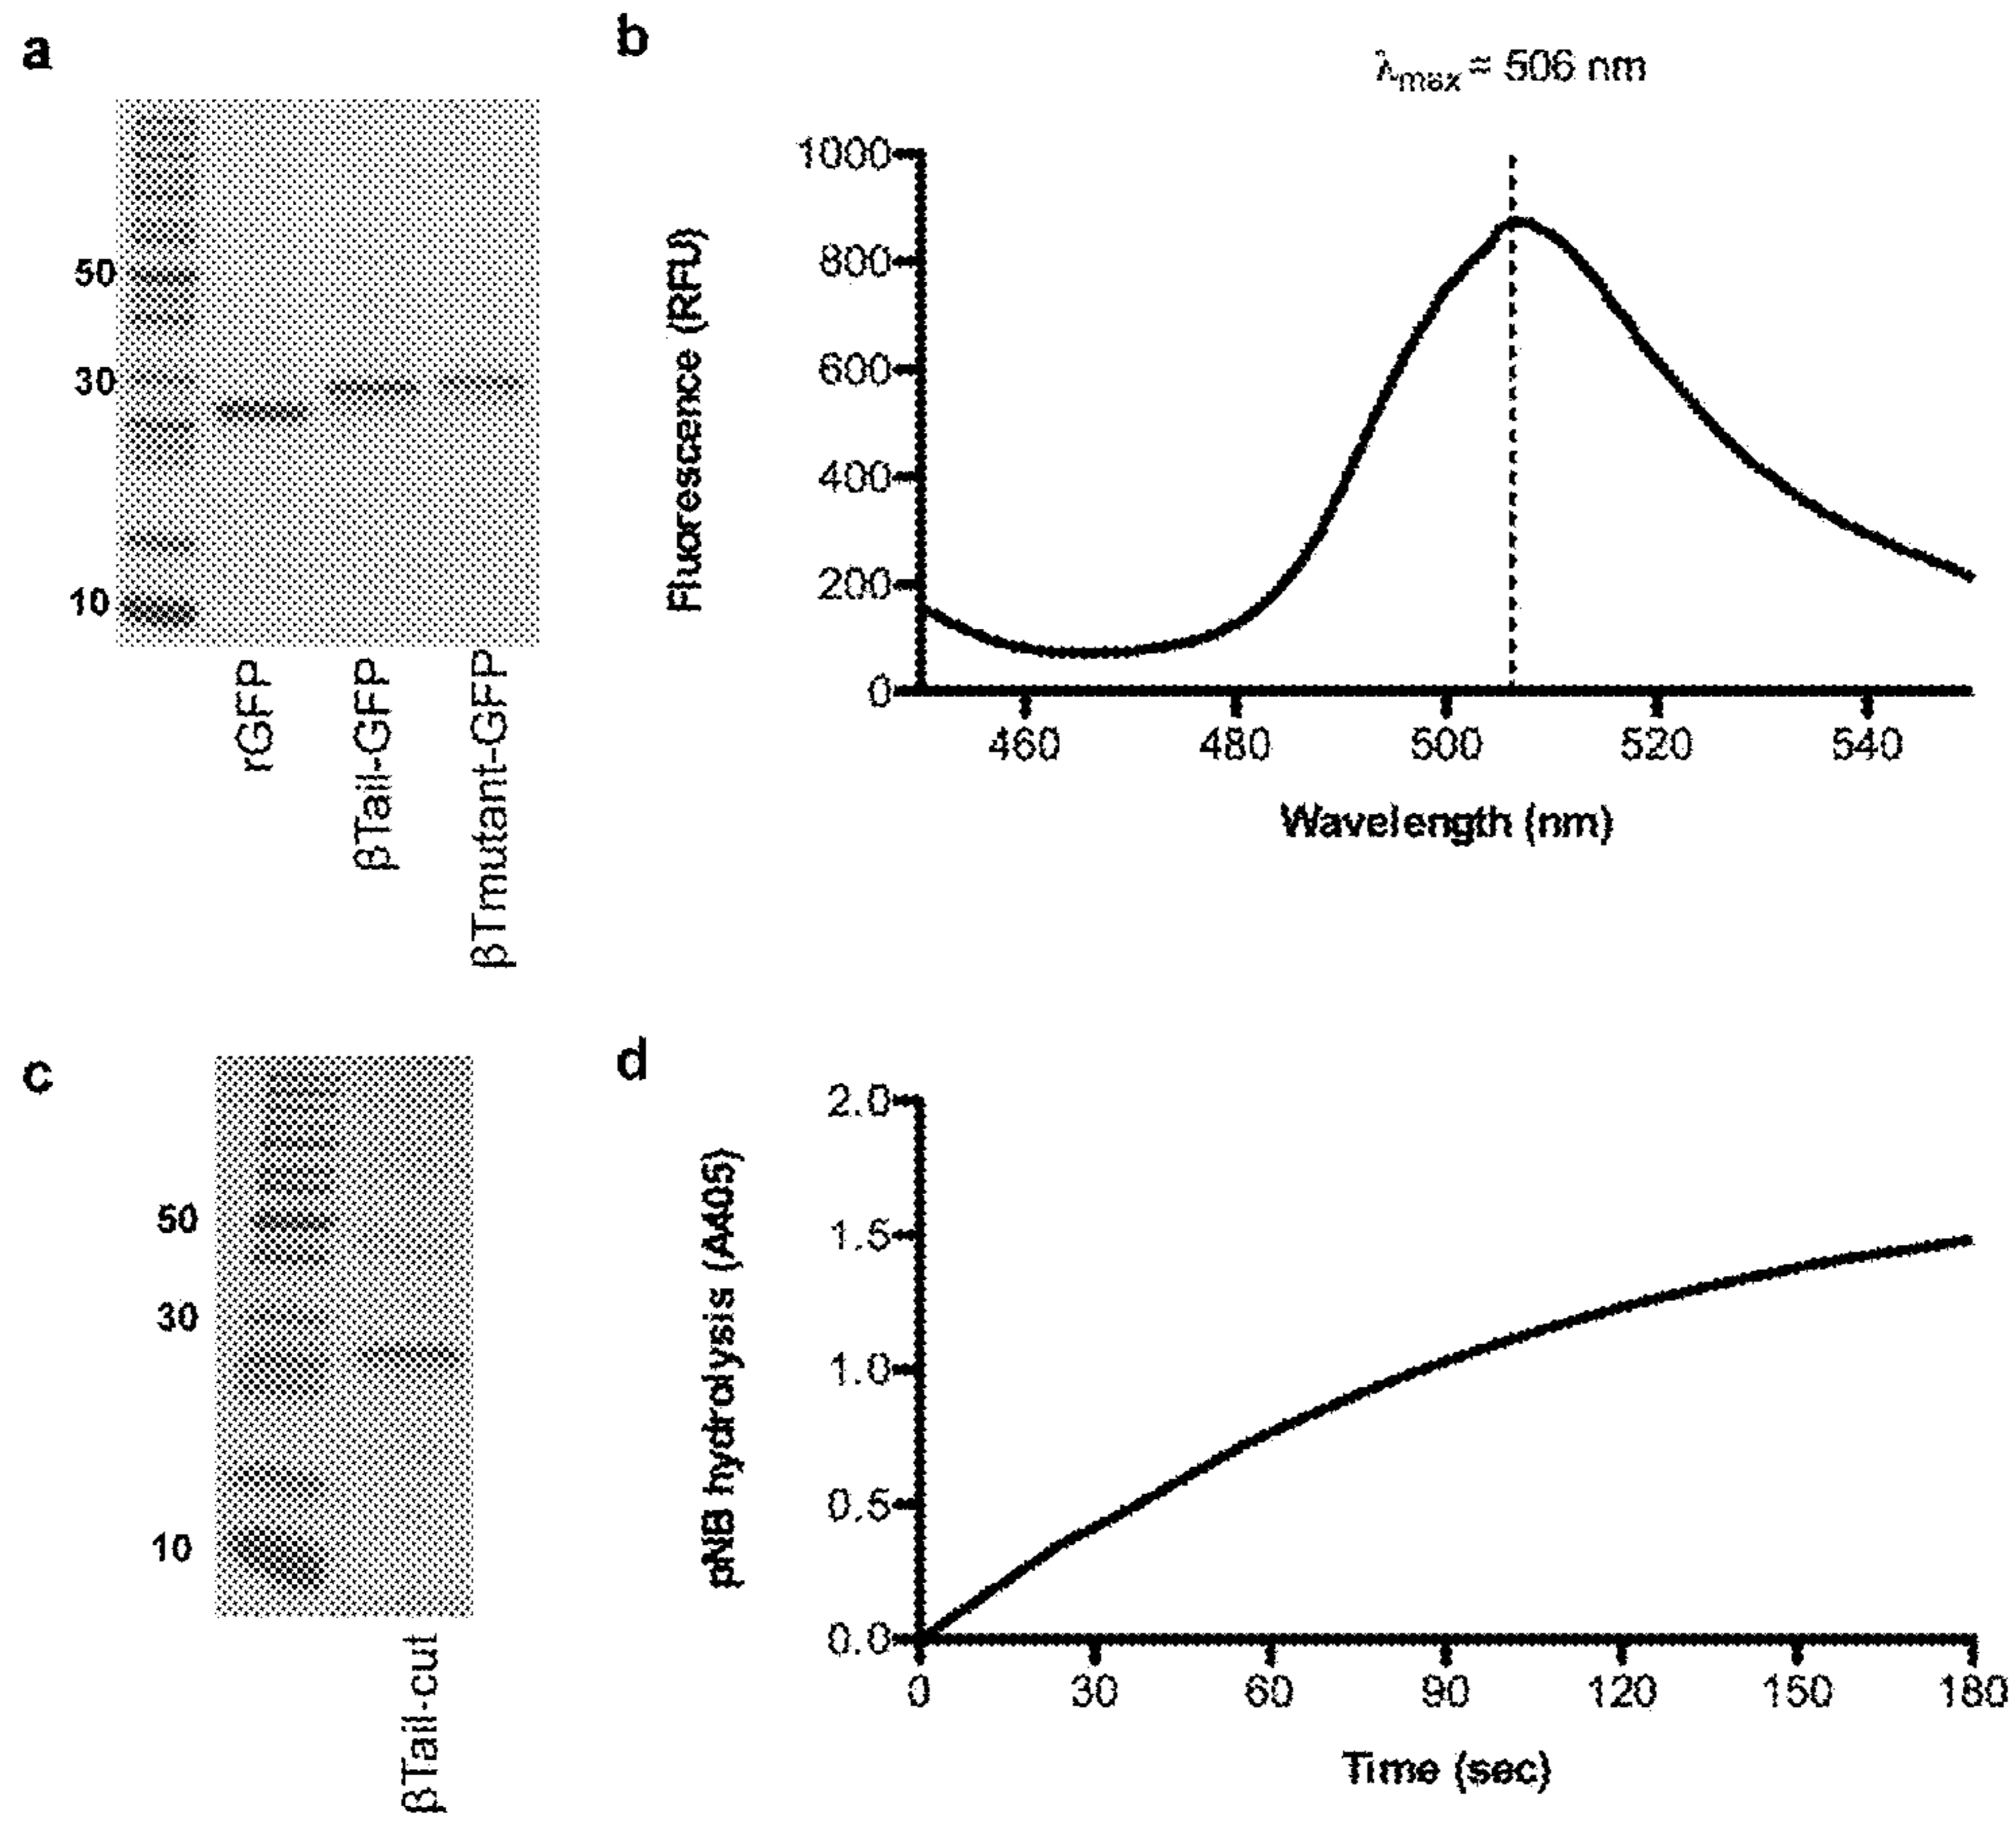 a
50
30
10
rGFP
βTail-GFP
βTmutant-GFP
b
λmax = 506 nm
1000
800
600
400
200
0
Fluorescence (RFU)
460 480 500 520 540
Wavelength (nm)
c
50
30
10
βTail-cut
d
2.0
1.5
1.0
0.5
0.0
pNB hydrolysis (A405)
0 30 60 90 120 150 180
Time (sec)